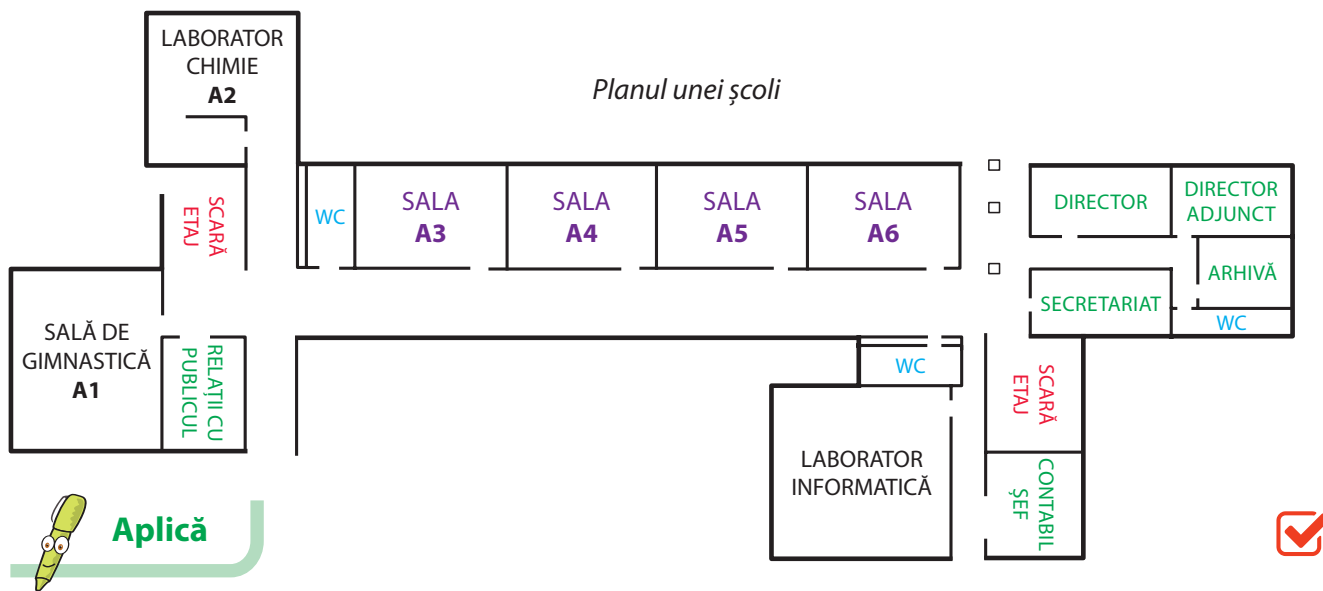 Planul unei școli
LABORATOR
CHIMIE
A2
SCARĂ
ETAJ
WC
SALA
A3
SALA
A4
SALA
A5
SALA
A6
DIRECTOR
DIRECTOR
ADJUNCT
ARHIVĂ
SECRETARIAT
WC
SALĂ DE
GIMNASTICĂ
A1
RELAȚII CU
PUBLICUL
WC
SCARĂ
ETAJ
LABORATOR
INFORMATICĂ
CONTABIL
ȘEF
Aplică